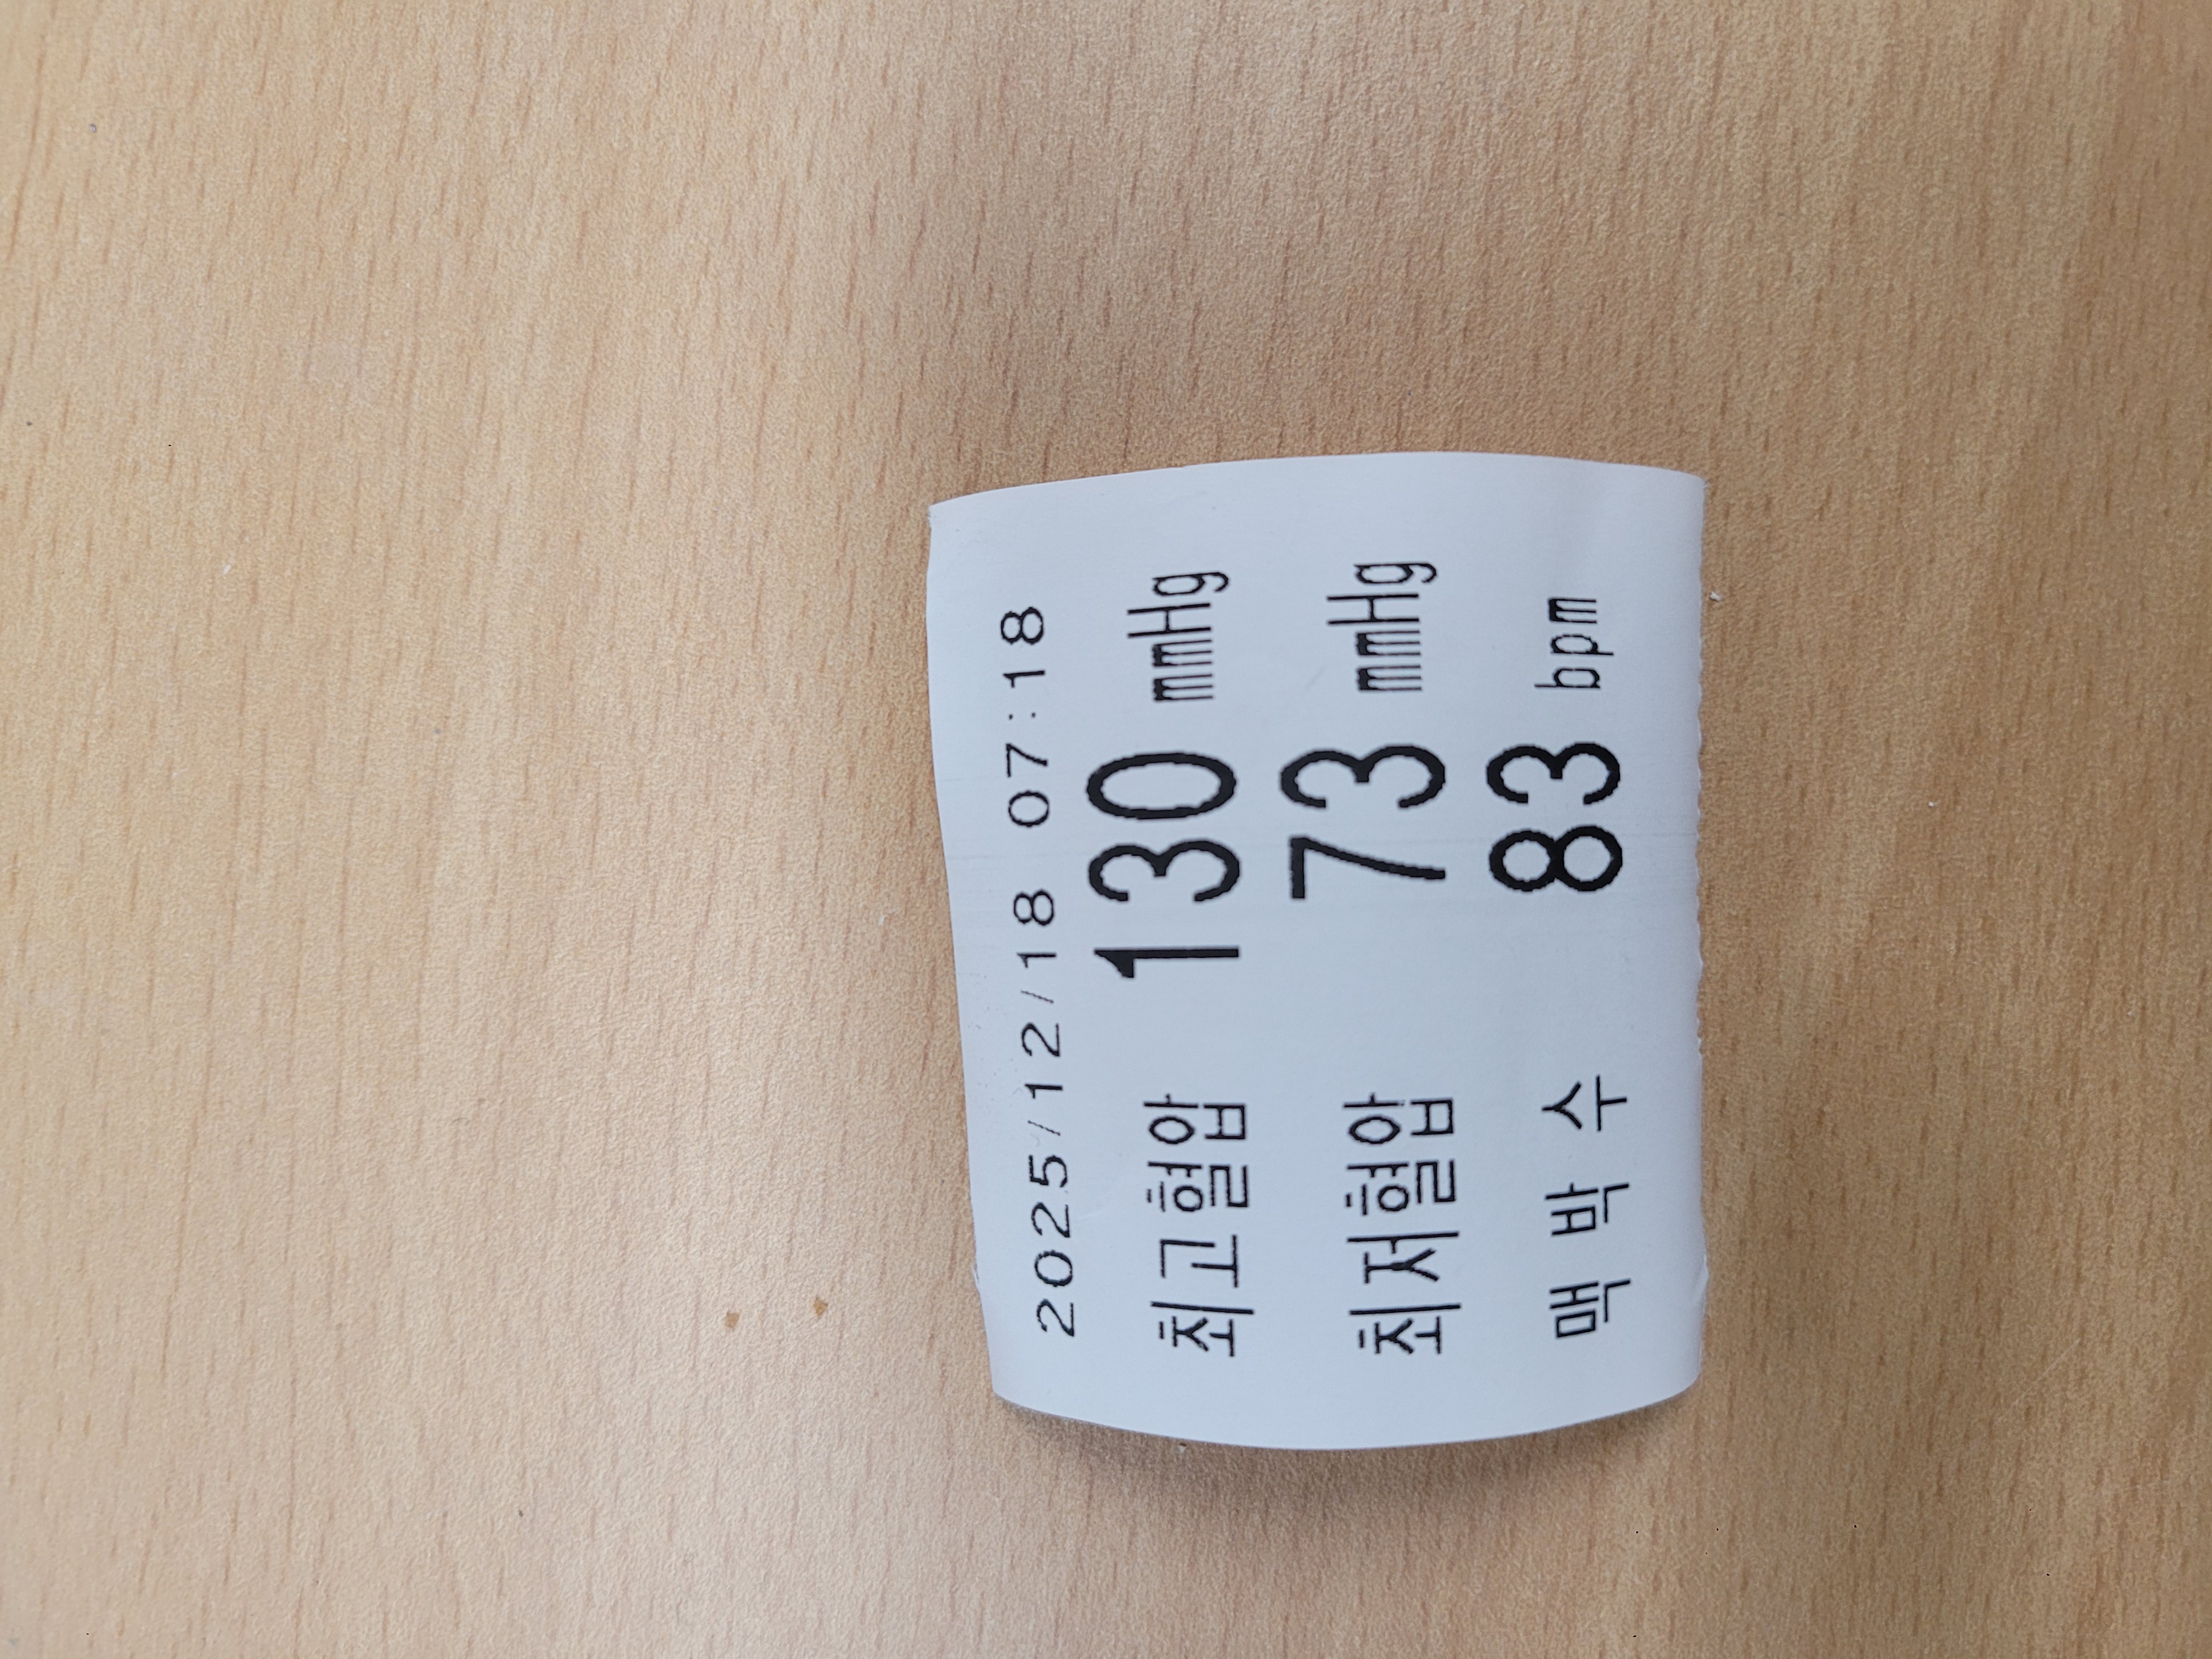 2025/12/18 07:18
최고혈압 130 mmHg
최저혈압 73 mmHg
맥 박 수 83 bpm